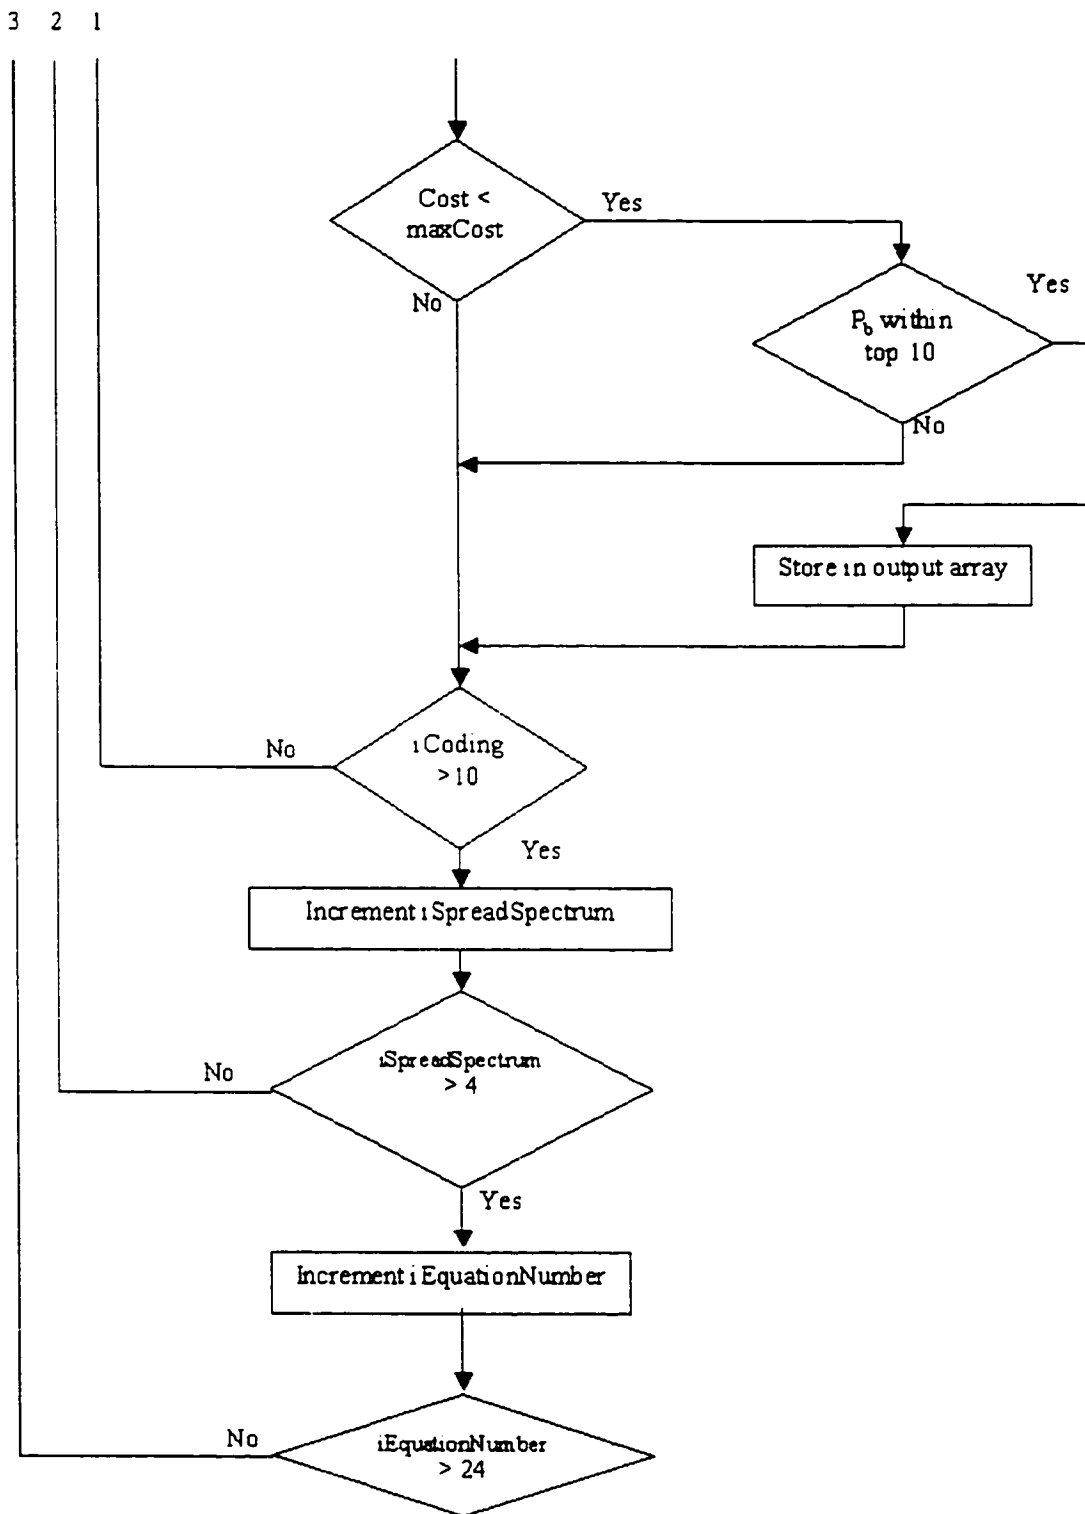 3 2 1
Cost <
maxCost
Yes
No
P_b within
top 10
Yes
No
Store in output array
iCoding
>10
No
Yes
Increment iSpreadSpectrum
iSpreadSpectrum
> 4
No
Yes
Increment iEquationNumber
iEquationNumber
> 24
No